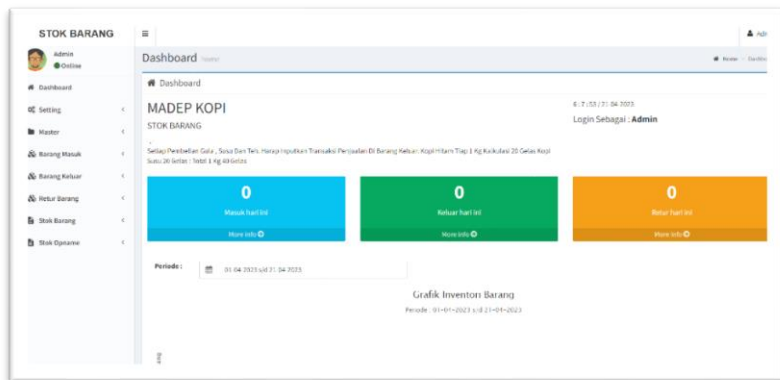 STOK BARANG
Admin
Online
Dashboard
Setting
Master
Barang Masuk
Barang Keluar
Retur Barang
Stok Barang
Stok Opname
Dashboard
Home
Dashboard
MADEP KOPI
STOK BARANG
6 : 7 : 53 / 21-04-2023
Login Sebagai : Admin
Setiap Pembelian Gula , Susu Dan Teh. Harap Inputkan Transaksi Penjualan Di Barang Keluar. Kopi Hitam Tiap 1 Kg Kalkulasi 20 Gelas Kopi
Susu 20 Gelas : Total 1 Kg 40 Gelas
0
Masuk hari ini
More info
0
Keluar hari ini
More info
0
Retur hari ini
More info
Periode :
01-04-2023 s/d 21-04-2023
Grafik Inventori Barang
Periode : 01-04-2023 s/d 21-04-2023